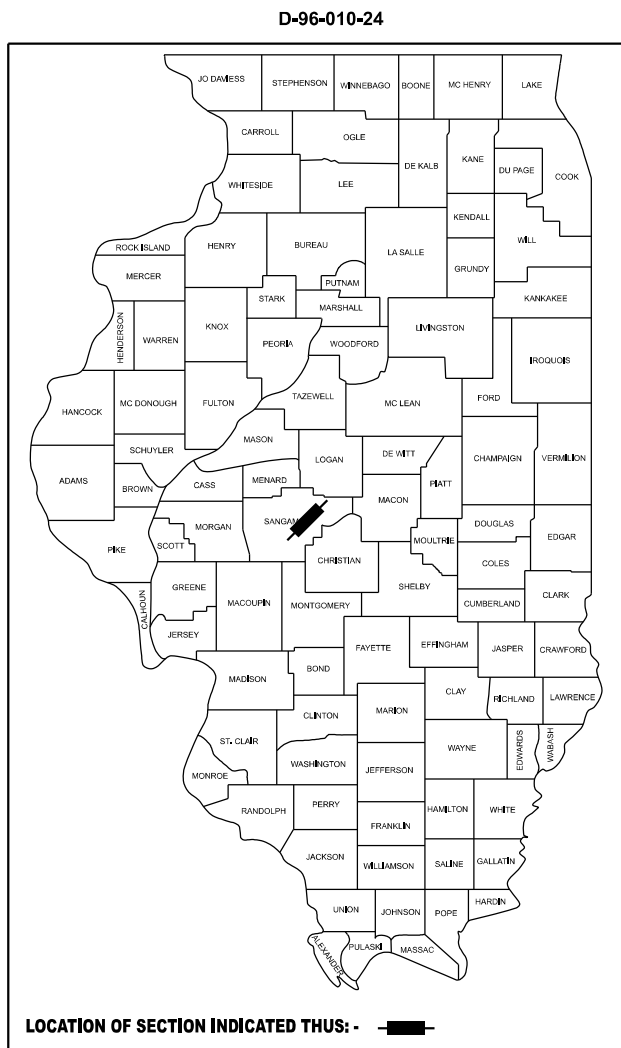 D-96-010-24
JO DAVIESS
STEPHENSON
WINNEBAGO
BOONE
MC HENRY
LAKE
CARROLL
OGLE
DE KALB
KANE
DU PAGE
COOK
WHITESIDE
LEE
KENDALL
WILL
ROCK ISLAND
HENRY
BUREAU
LA SALLE
GRUNDY
MERCER
PUTNAM
KANKAKEE
STARK
MARSHALL
HENDERSON
WARREN
KNOX
PEORIA
WOODFORD
LIVINGSTON
IROQUOIS
HANCOCK
MC DONOUGH
FULTON
TAZEWELL
MC LEAN
FORD
MASON
SCHUYLER
LOGAN
DE WITT
CHAMPAIGN
VERMILION
ADAMS
BROWN
CASS
MENARD
MACON
PIATT
SANGAM
MORGAN
DOUGLAS
EDGAR
PIKE
SCOTT
CHRISTIAN
MOULTRIE
COLES
GREENE
MACOUPIN
MONTGOMERY
SHELBY
CUMBERLAND
CLARK
CALHOUN
JERSEY
FAYETTE
EFFINGHAM
JASPER
CRAWFORD
MADISON
BOND
CLAY
RICHLAND
LAWRENCE
CLINTON
MARION
ST. CLAIR
WAYNE
EDWARDS
WABASH
WASHINGTON
JEFFERSON
MONROE
RANDOLPH
PERRY
HAMILTON
WHITE
FRANKLIN
JACKSON
WILLIAMSON
SALINE
GALLATIN
UNION
JOHNSON
POPE
HARDIN
ALEXANDER
PULASKI
MASSAC
LOCATION OF SECTION INDICATED THUS: -